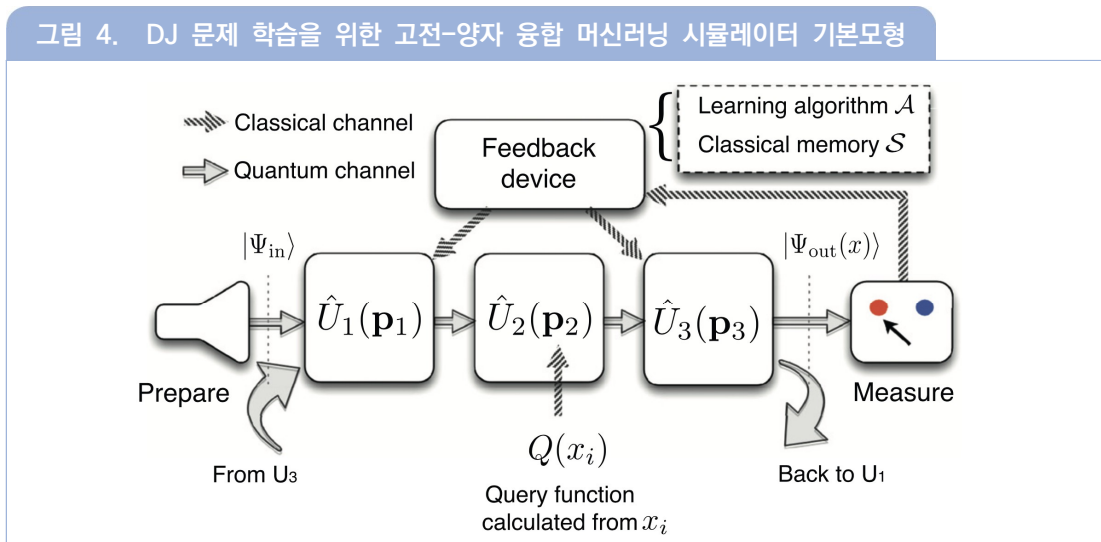 그림 4. DJ 문제 학습을 위한 고전-양자 융합 머신러닝 시뮬레이터 기본모형
Classical channel
Quantum channel
Feedback
device
Learning algorithm 𝒜
Classical memory 𝒮
|Ψin⟩
|Ψout(x)⟩
Û1(p1)
Û2(p2)
Û3(p3)
Prepare
Measure
From U3
Q(xi)
Back to U1
Query function
calculated from xi